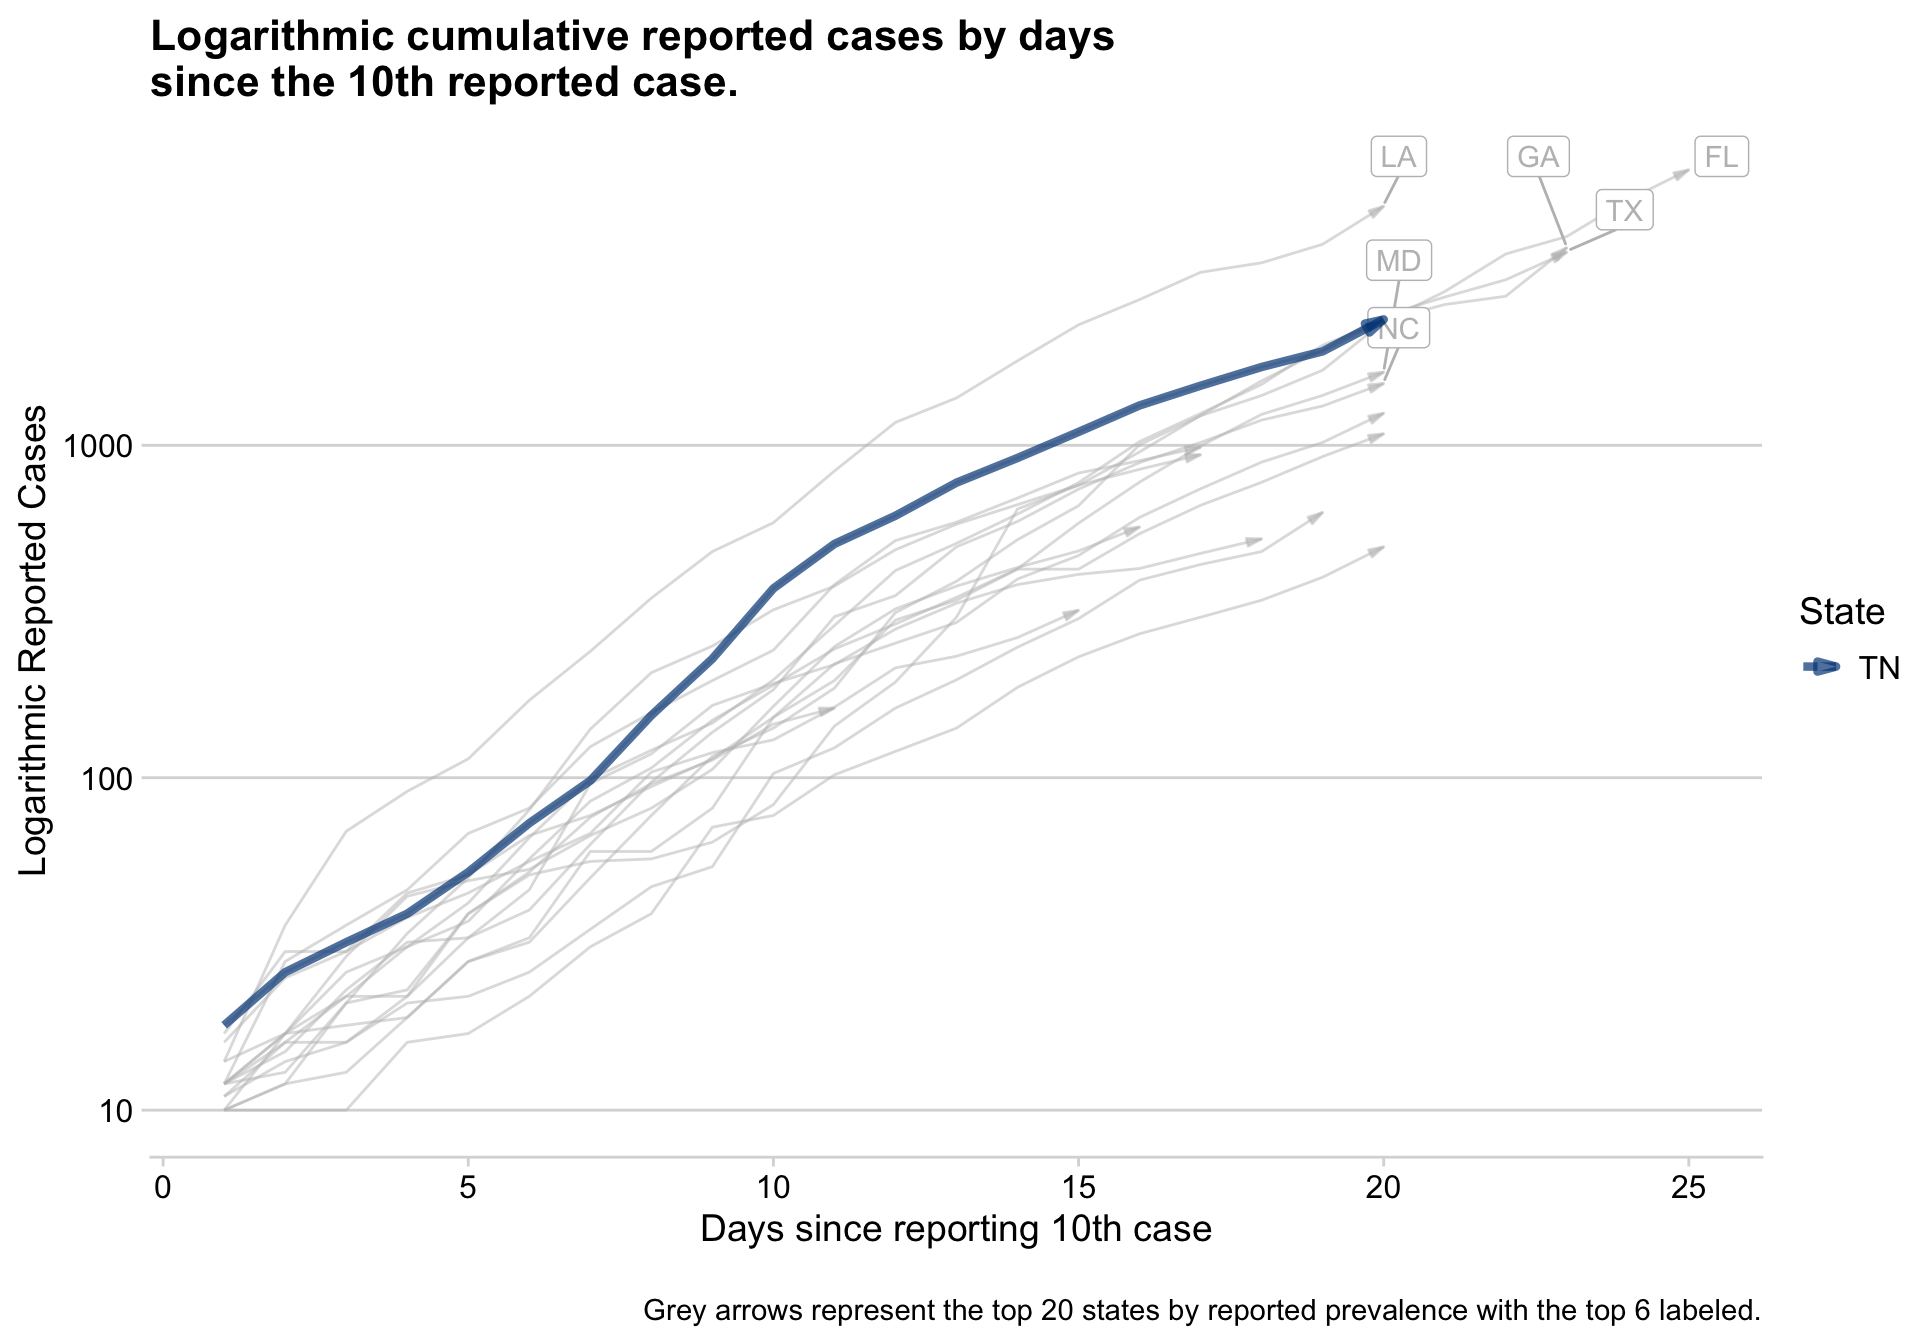 Logarithmic cumulative reported cases by days
since the 10th reported case.
LA
GA
FL
TX
MD
NC
Logarithmic Reported Cases
1000
100
10
State
TN
0 5 10 15 20 25
Days since reporting 10th case
Grey arrows represent the top 20 states by reported prevalence with the top 6 labeled.